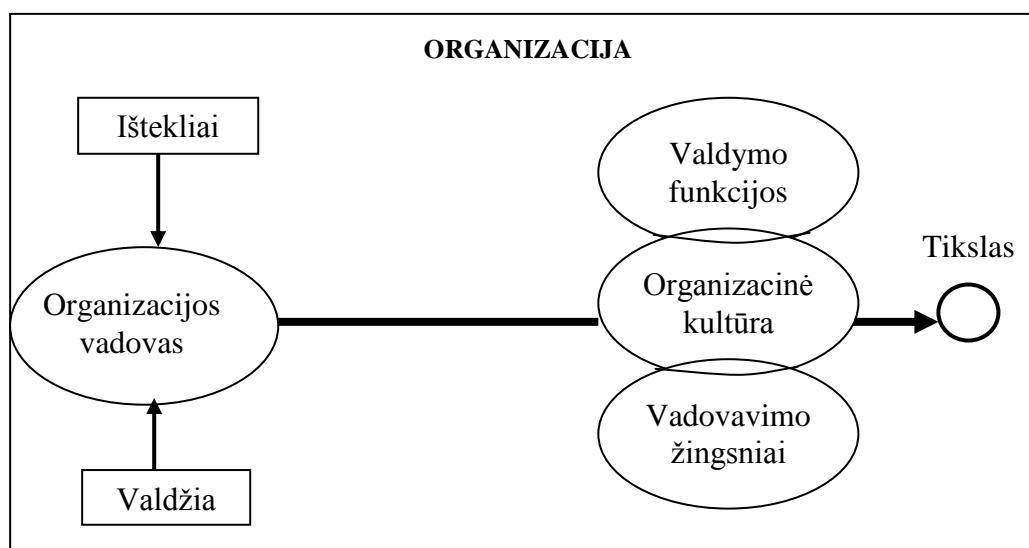 ORGANIZACIJA
Ištekliai
Organizacijos
vadovas
Valdžia
Valdymo
funkcijos
Organizacinė
kultūra
Vadovavimo
žingsniai
Tikslas